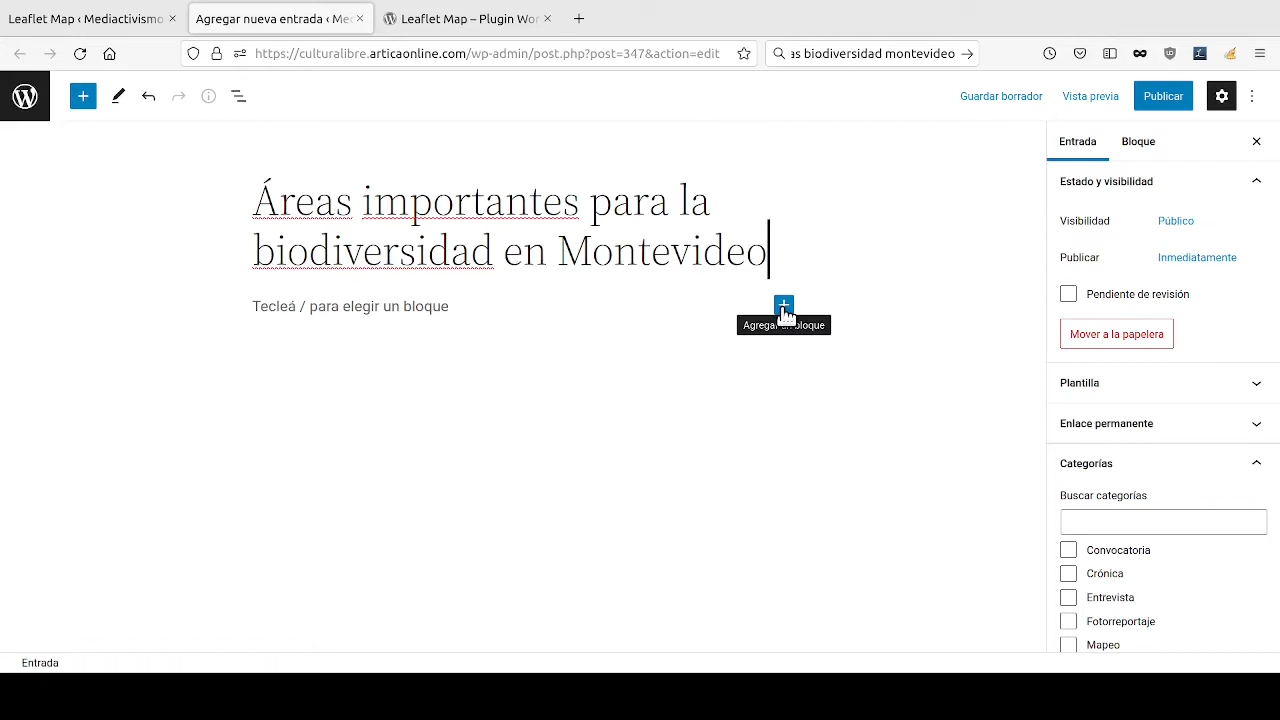 Leaflet Map ‹ Mediactivismo
Agregar nueva entrada ‹ Me
Leaflet Map – Plugin Wor
https://culturalibre.articaonline.com/wp-admin/post.php?post=347&action=edit
as biodiversidad montevideo
Guardar borrador
Vista previa
Publicar
Entrada
Bloque
Áreas importantes para la
biodiversidad en Montevideo
Tecleá / para elegir un bloque
Agregar un bloque
Estado y visibilidad
Visibilidad
Público
Publicar
Inmediatamente
Pendiente de revisión
Mover a la papelera
Plantilla
Enlace permanente
Categorías
Buscar categorías
Convocatoria
Crónica
Entrevista
Fotorreportaje
Mapeo
Entrada